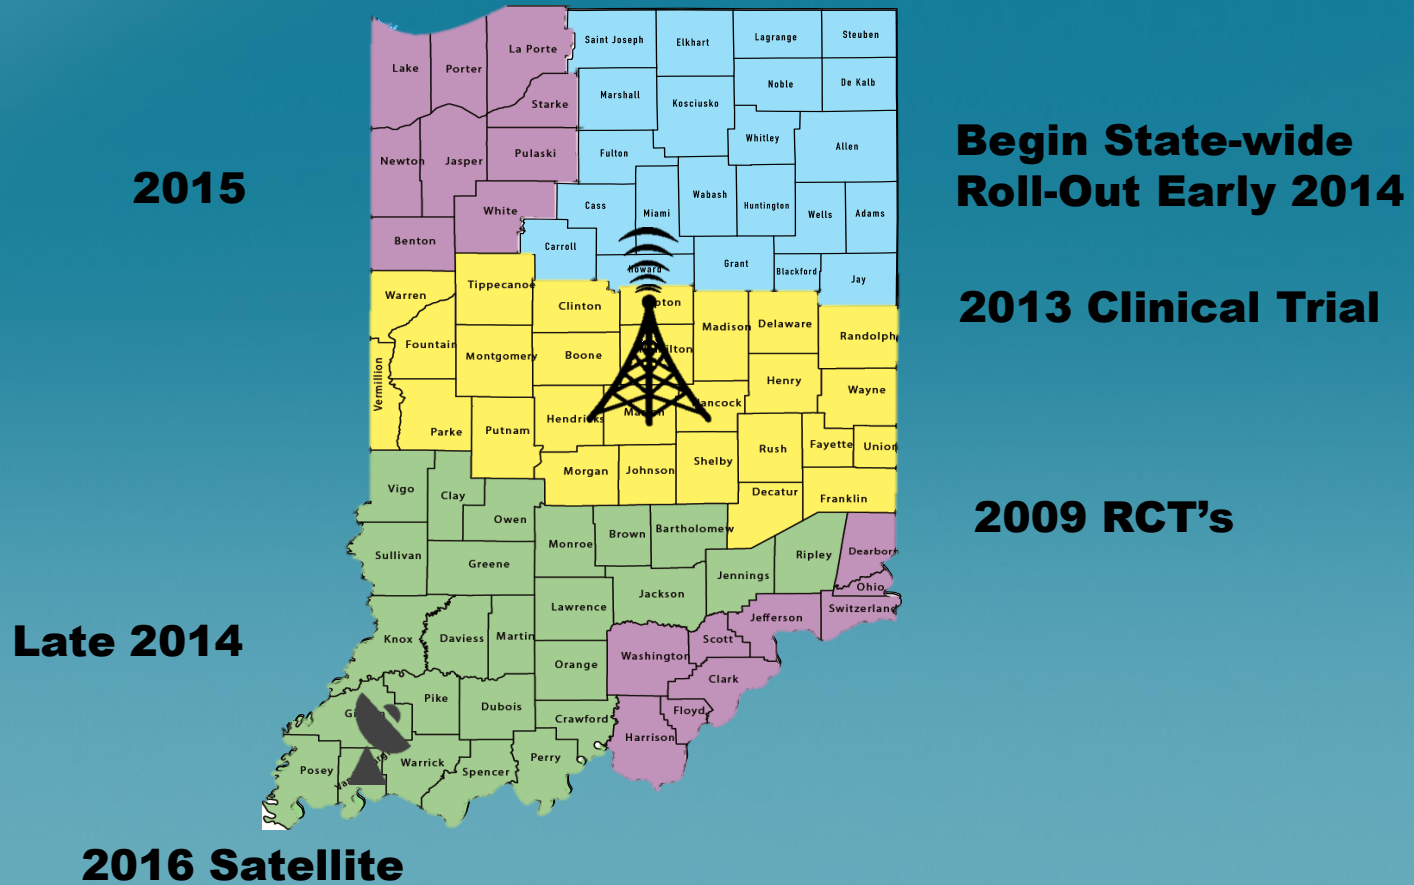 Saint Joseph
Elkhart
Lagrange
Steuben
La Porte
Lake
Porter
Noble
De Kalb
Marshall
Kosciusko
Starke
Begin State-wide
Roll-Out Early 2014
Whitley
Allen
Fulton
Pulaski
Newton
Jasper
2015
Wabash
Huntington
Cass
White
Miami
Wells
Adams
Benton
Carroll
Grant
Howard
Blackford
Jay
Tippecanoe
Warren
Clinton
pton
2013 Clinical Trial
Madison
Delaware
Randolph
Fountain
Montgomery
Boone
ilton
Vermillion
Henry
Wayne
ancock
Hendricks
Ma n
Parke
Putnam
Rush
Fayette
Union
Shelby
Morgan
Johnson
Vigo
Clay
Decatur
Franklin
Owen
2009 RCT’s
Monroe
Brown
Bartholomew
Sullivan
Greene
Ripley
Dearborn
Jennings
Ohio
Jackson
Lawrence
Switzerland
Jefferson
Late 2014
Knox
Daviess
Martin
Scott
Washington
Orange
Clark
Pike
Dubois
Gi
Floyd
Crawford
Harrison
Posey
Warrick
Spencer
Perry
2016 Satellite